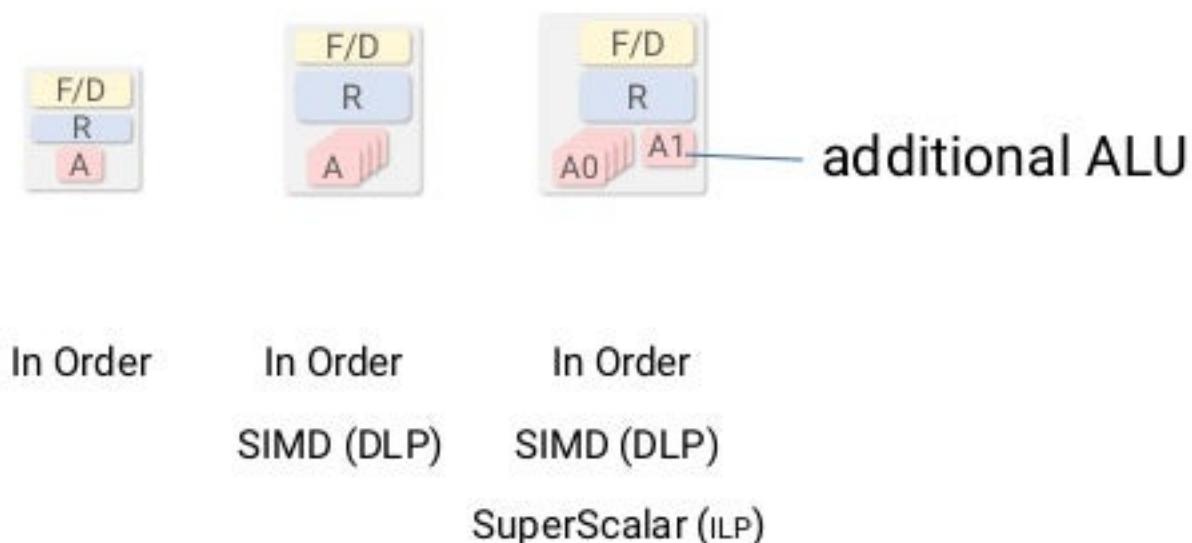 F/D
R
A
F/D
R
A
F/D
R
A0
A1
additional ALU
In Order
In Order
SIMD (DLP)
In Order
SIMD (DLP)
SuperScalar (ILP)